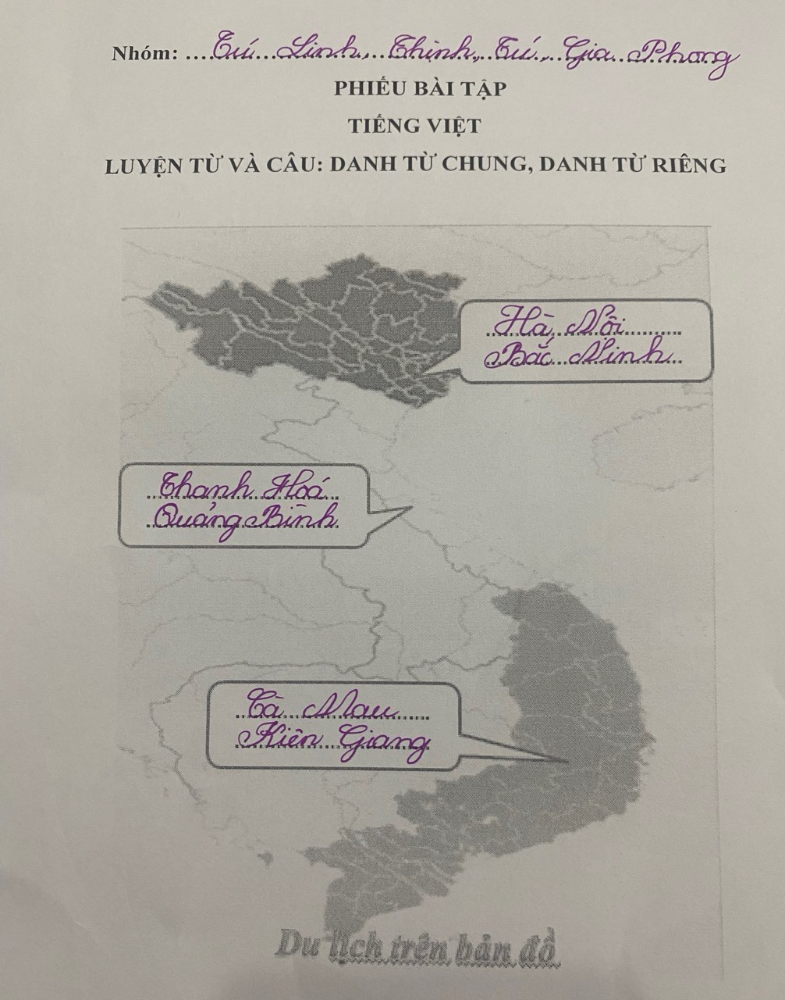 Nhóm: Tú Linh, Thịnh, Tú, Gia Phong
PHIẾU BÀI TẬP
TIẾNG VIỆT
LUYỆN TỪ VÀ CÂU: DANH TỪ CHUNG, DANH TỪ RIÊNG
Hà Nội
Bắc Ninh
Thanh Hoá
Quảng Bình
Cà Mau
Kiên Giang
Du lịch trên bản đồ